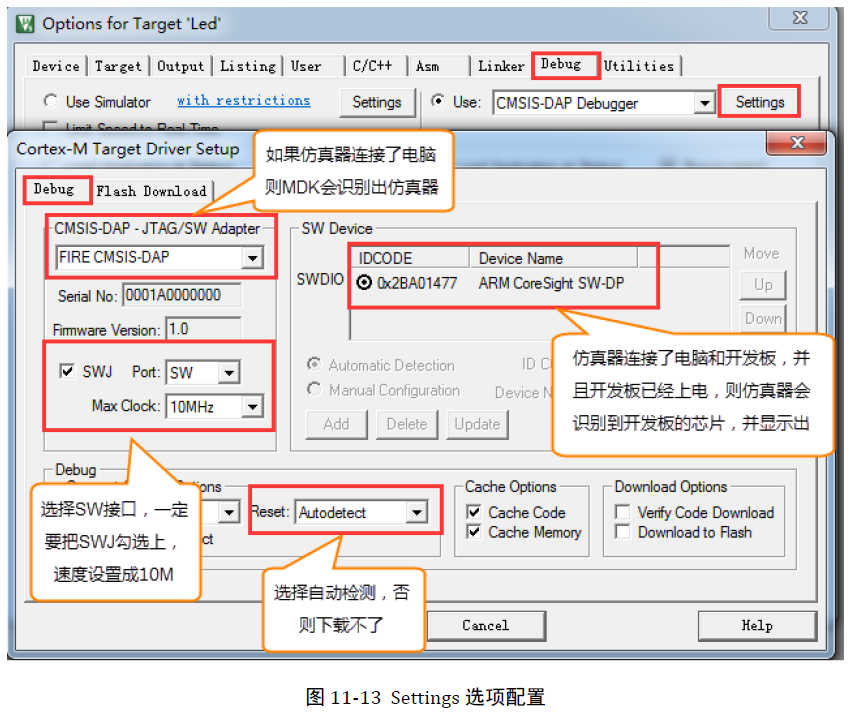 Options for Target 'Led'
Device Target Output Listing User C/C++ Asm Linker Debug Utilities
Use Simulator with restrictions Settings Use: CMSIS-DAP Debugger Settings
Limit Speed to Real-Time
Cortex-M Target Driver Setup
如果仿真器连接了电脑
则MDK会识别出仿真器
Debug Flash Download
CMSIS-DAP - JTAG/SW Adapter
FIRE CMSIS-DAP
Serial No: 0001A0000000
Firmware Version: 1.0
SWJ Port: SW
Max Clock: 10MHz
SW Device
IDCODE Device Name
SWDIO 0x2BA01477 ARM CoreSight SW-DP
Move
Up
Down
Automatic Detection ID C
Manual Configuration Device N
Add Delete Update
仿真器连接了电脑和开发板，并
且开发板已经上电，则仿真器会
识别到开发板的芯片，并显示出
Debug
ions
Reset: Autodetect
ct
选择SW接口，一定
要把SWJ勾选上，
速度设置成10M
选择自动检测，否
则下载不了
Cache Options
Cache Code
Cache Memory
Download Options
Verify Code Download
Download to Flash
Cancel Help
图 11-13 Settings 选项配置